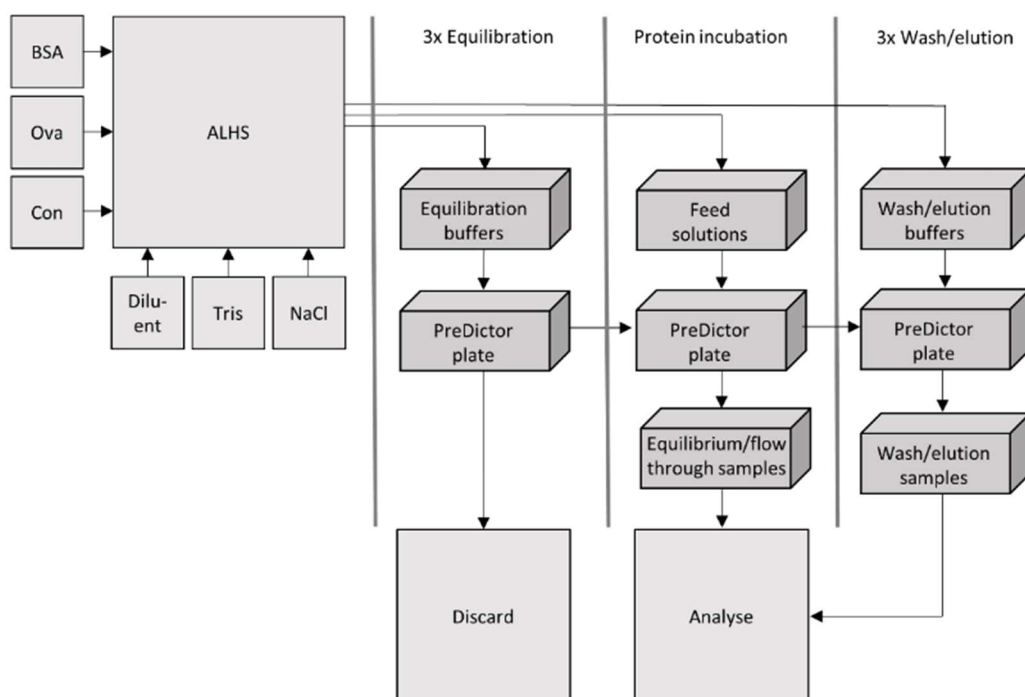 BSA
Ova
Con
ALHS
Dilu-
ent
Tris
NaCl
3x Equilibration
Protein incubation
3x Wash/elution
Equilibration
buffers
Feed
solutions
Wash/elution
buffers
PreDictor
plate
PreDictor
plate
PreDictor
plate
Equilibrium/flow
through samples
Wash/elution
samples
Discard
Analyse